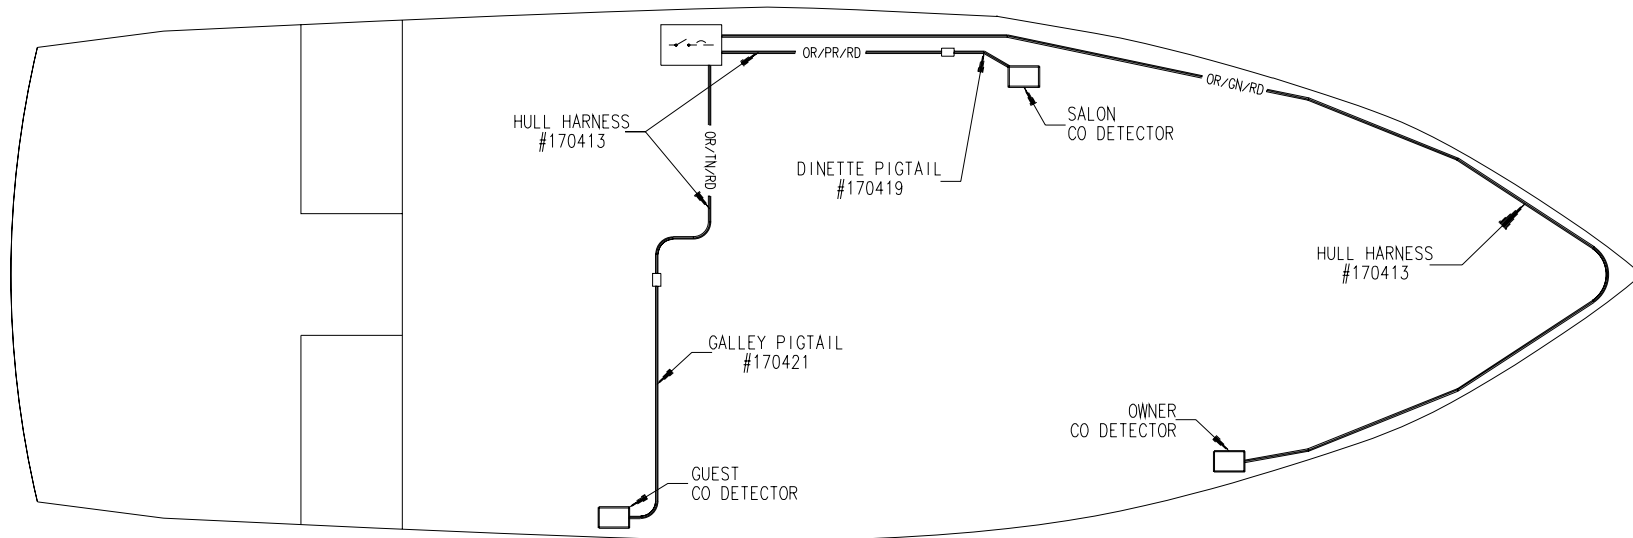 OR/PR/RD
OR/GN/RD
HULL HARNESS
#170413
OR/TN/RD
SALON
CO DETECTOR
DINETTE PIGTAIL
#170419
HULL HARNESS
#170413
GALLEY PIGTAIL
#170421
OWNER
CO DETECTOR
GUEST
CO DETECTOR